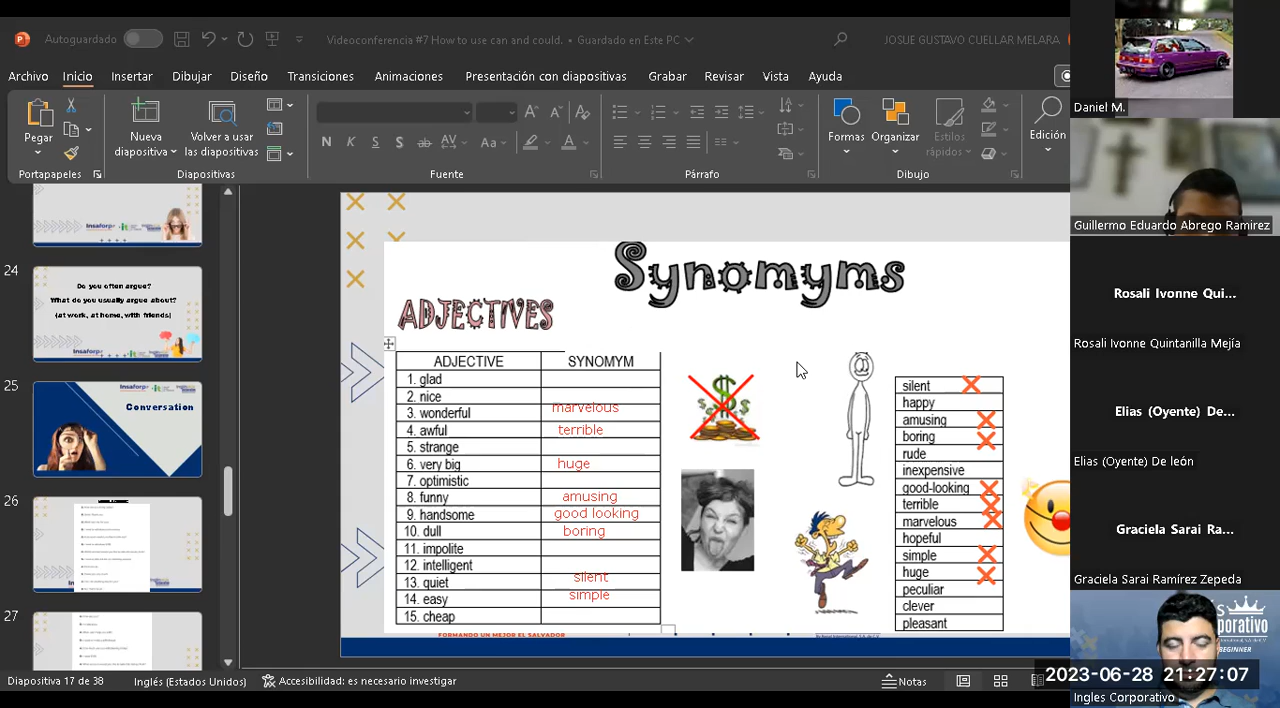 Autoguardado
Videoconferencia #7 How to use can and could. • Guardado en Este PC
JOSUE GUSTAVO CUELLAR MELARA
Archivo Inicio Insertar Dibujar Diseño Transiciones Animaciones Presentación con diapositivas Grabar Revisar Vista Ayuda
Pegar
Nueva diapositiva
Volver a usar las diapositivas
N K S S ab AV Aa A
Formas
Organizar
Estilos rápidos
Edición
Portapapeles Diapositivas Fuente Párrafo Dibujo
24
Do you often argue?
What do you usually argue about?
(at work, at home, with friends)
Insaforp
25
Insaforp
Conversation
26
27
Synomyms
ADJECTIVES
ADJECTIVE SYNOMYM
1. glad
2. nice
3. wonderful marvelous
4. awful terrible
5. strange
6. very big huge
7. optimistic
8. funny amusing
9. handsome good looking
10. dull boring
11. impolite
12. intelligent
13. quiet silent
14. easy simple
15. cheap
silent
happy
amusing
boring
rude
inexpensive
good-looking
terrible
marvelous
hopeful
simple
huge
peculiar
clever
pleasant
FORMANDO UN MEJOR EL SALVADOR
Diapositiva 17 de 38
Inglés (Estados Unidos)
Accesibilidad: es necesario investigar
Notas
Daniel M.
Guillermo Eduardo Abrego Ramirez
Rosali Ivonne Qui...
Rosali Ivonne Quintanilla Mejía
Elias (Oyente) De...
Elias (Oyente) De león
Graciela Sarai Ra...
Graciela Sarai Ramírez Zepeda
BEGINNER
2023-06-28 21:27:07
Ingles Corporativo